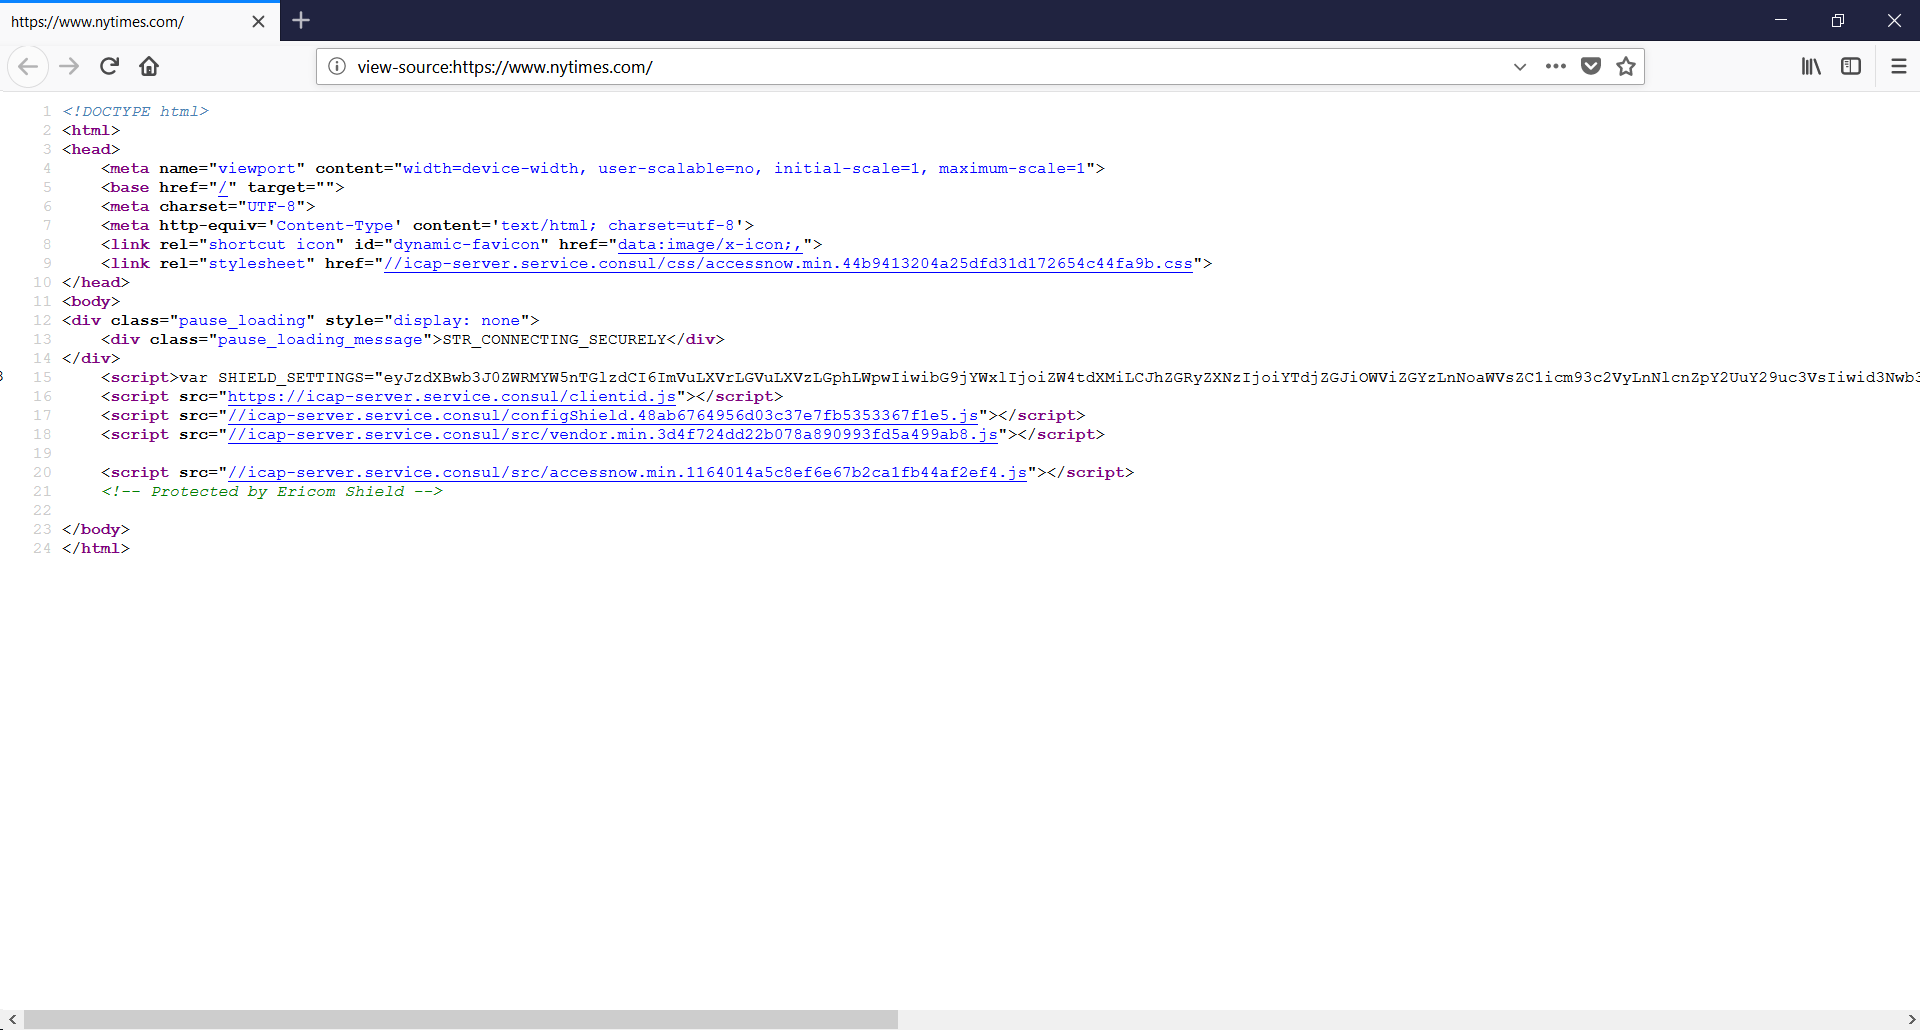 https://www.nytimes.com/
view-source:https://www.nytimes.com/
1 <!DOCTYPE html>
2 <html>
3 <head>
4 <meta name="viewport" content="width=device-width, user-scalable=no, initial-scale=1, maximum-scale=1">
5 <base href="/" target="">
6 <meta charset="UTF-8">
7 <meta http-equiv='Content-Type' content='text/html; charset=utf-8'>
8 <link rel="shortcut icon" id="dynamic-favicon" href="data:image/x-icon;,">
9 <link rel="stylesheet" href="//icap-server.service.consul/css/accessnow.min.44b9413204a25dfd31d172654c44fa9b.css">
10 </head>
11 <body>
12 <div class="pause_loading" style="display: none">
13 <div class="pause_loading_message">STR_CONNECTING_SECURELY</div>
14 </div>
15 <script>var SHIELD_SETTINGS="eyJzdXBwb3J0ZWRMYW5nTGlzdCI6ImVuLXVrLGVuLXVzLGphLWpwIiwibG9jYWxlIjoiZW4tdXMiLCJhZGRyZXNzIjoiYTdjZGJiOWViZGYzLnNoaWVsZC1icm93c2VyLnNlcnZpY2UuY29uc3VsIiwid3Nwb3
16 <script src="https://icap-server.service.consul/clientid.js"></script>
17 <script src="//icap-server.service.consul/configShield.48ab6764956d03c37e7fb5353367f1e5.js"></script>
18 <script src="//icap-server.service.consul/src/vendor.min.3d4f724dd22b078a890993fd5a499ab8.js"></script>
19
20 <script src="//icap-server.service.consul/src/accessnow.min.1164014a5c8ef6e67b2ca1fb44af2ef4.js"></script>
21 <!-- Protected by Ericom Shield -->
22
23 </body>
24 </html>